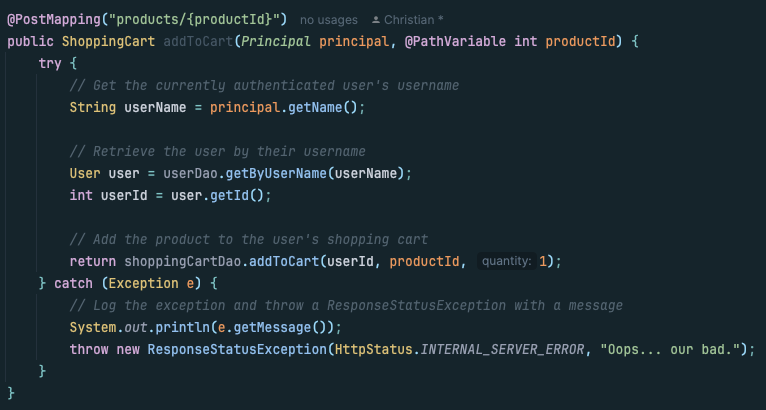 @PostMapping("products/{productId}") no usages Christian *
public ShoppingCart addToCart(Principal principal, @PathVariable int productId) {
try {
// Get the currently authenticated user's username
String userName = principal.getName();
// Retrieve the user by their username
User user = userDao.getByUserName(userName);
int userId = user.getId();
// Add the product to the user's shopping cart
return shoppingCartDao.addToCart(userId, productId, quantity: 1);
} catch (Exception e) {
// Log the exception and throw a ResponseStatusException with a message
System.out.println(e.getMessage());
throw new ResponseStatusException(HttpStatus.INTERNAL_SERVER_ERROR, "Oops... our bad.");
}
}